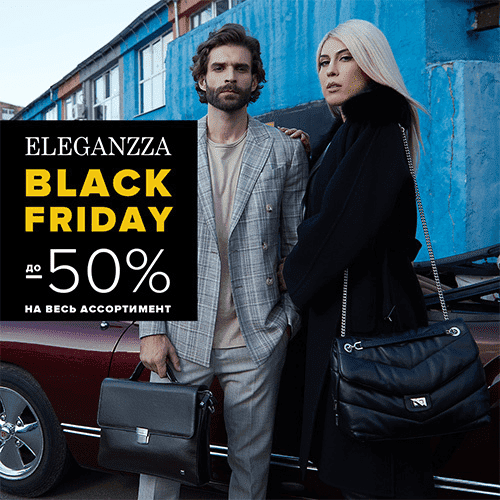 ELEGANZZA
BLACK
FRIDAY
до
–50%
НА ВЕСЬ АССОРТИМЕНТ